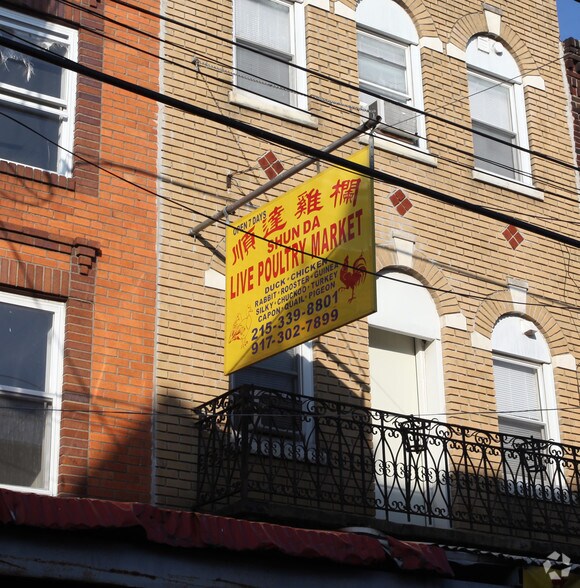 OPEN 7 DAYS
順達雞欄
SHUN DA
LIVE POULTRY MARKET
DUCK·CHICKEN
RABBIT·ROOSTER·GUINEA
SILKY·CHUCKOO·TURKEY
CAPON·QUAIL·PIGEON
215-339-8801
917-302-7899